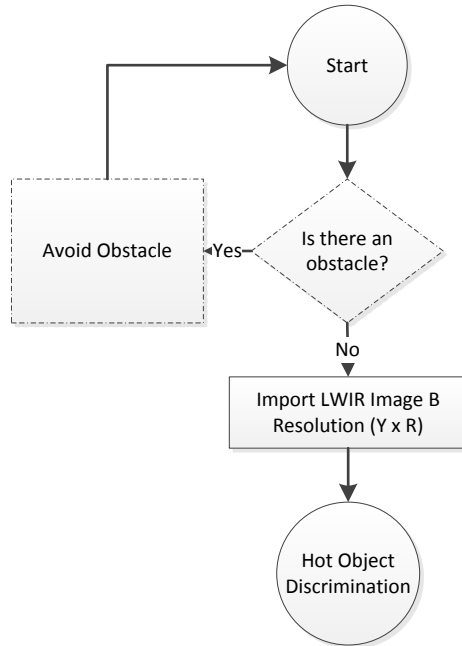 Start
Is there an
obstacle?
Yes
Avoid Obstacle
No
Import LWIR Image B
Resolution (Y x R)
Hot Object
Discrimination